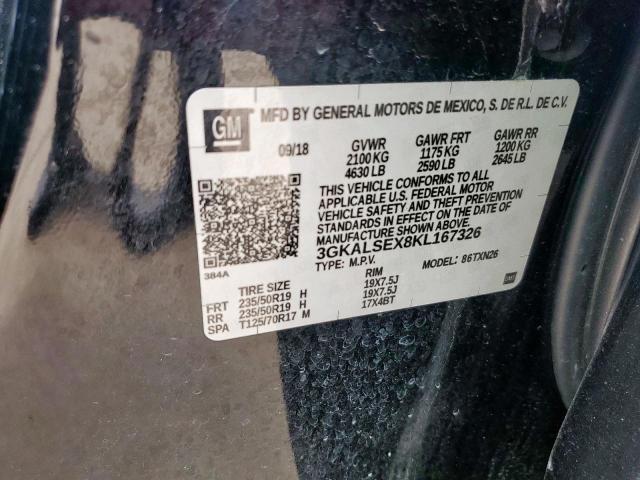 GM
MFD BY GENERAL MOTORS DE MEXICO, S. DE R.L. DE C.V.
09/18 GVWR GAWR FRT GAWR RR
2100 KG 1175 KG 1200 KG
4630 LB 2590 LB 2645 LB
THIS VEHICLE CONFORMS TO ALL
APPLICABLE U.S. FEDERAL MOTOR
VEHICLE SAFETY AND THEFT PREVENTION
STANDARDS IN EFFECT ON THE DATE OF
MANUFACTURE SHOWN ABOVE.
3GKALSEX8KL167326
TYPE: M.P.V. MODEL: 86TXN26
384A
TIRE SIZE RIM
FRT 235/50R19 H 19X7.5J
RR 235/50R19 H 19X7.5J
SPA T125/70R17 M 17X4BT